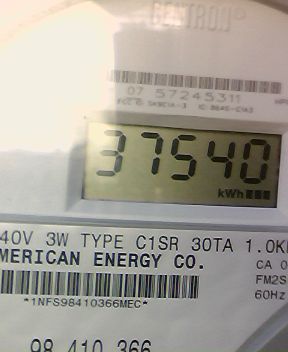 CENTRON®
07 57245311
37540
kWh
40V 3W TYPE C1SR 30TA 1.0K
MERICAN ENERGY CO.
CA 0
FM2S
60Hz
*1NFS98410366MEC*
98 410 366